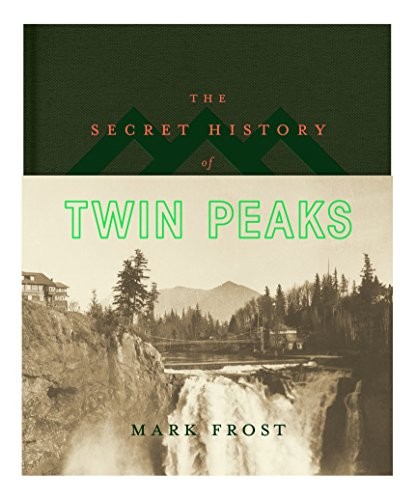 THE
SECRET HISTORY
of
TWIN PEAKS
MARK FROST